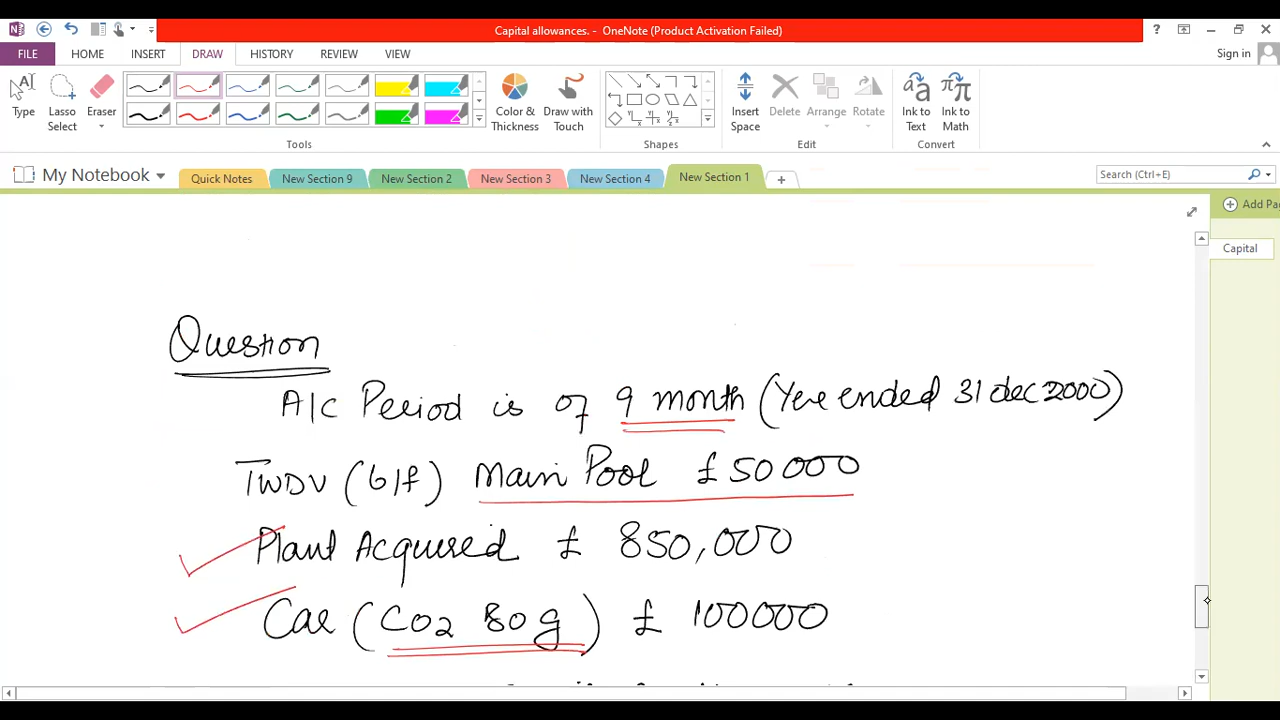 Capital allowances. - OneNote (Product Activation Failed)
FILE HOME INSERT DRAW HISTORY REVIEW VIEW
Sign in
Type
Lasso Select
Eraser
Color & Thickness
Draw with Touch
Insert Space
Delete
Arrange
Rotate
Ink to Text
Ink to Math
Tools Shapes Edit Convert
My Notebook Quick Notes New Section 9 New Section 2 New Section 3 New Section 4 New Section 1
Search (Ctrl+E)
Add Pa
Capital
Question
A/C Period is of 9 month (Year ended 31 dec 2000)
TWDV (b/f) Main Pool £50000
Plant Acquired £ 850,000
Car (CO2 80g) £ 100000